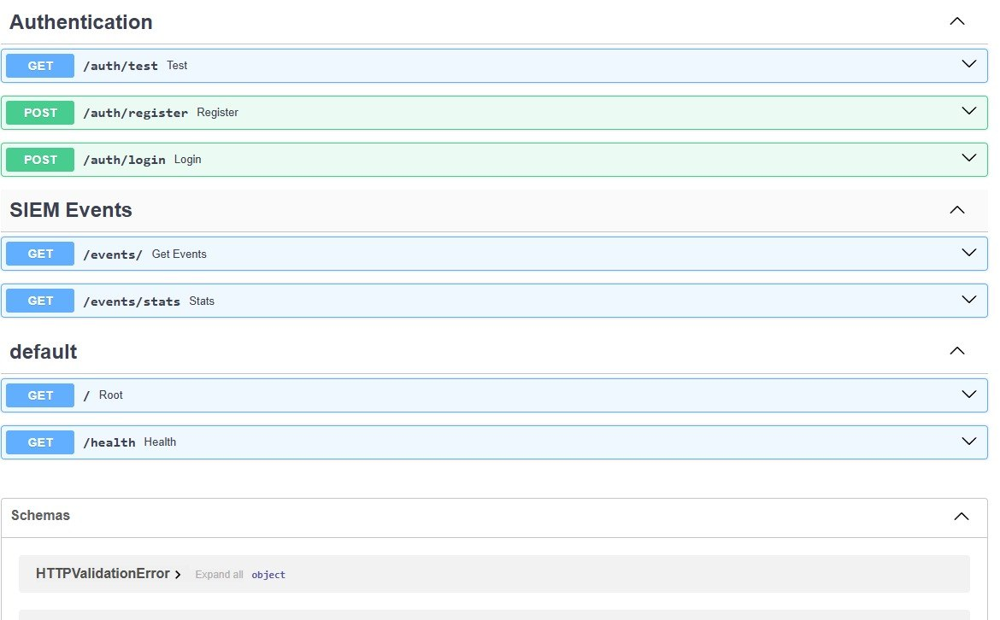 Authentication
GET /auth/test Test
POST /auth/register Register
POST /auth/login Login
SIEM Events
GET /events/ Get Events
GET /events/stats Stats
default
GET / Root
GET /health Health
Schemas
HTTPValidationError > Expand all object